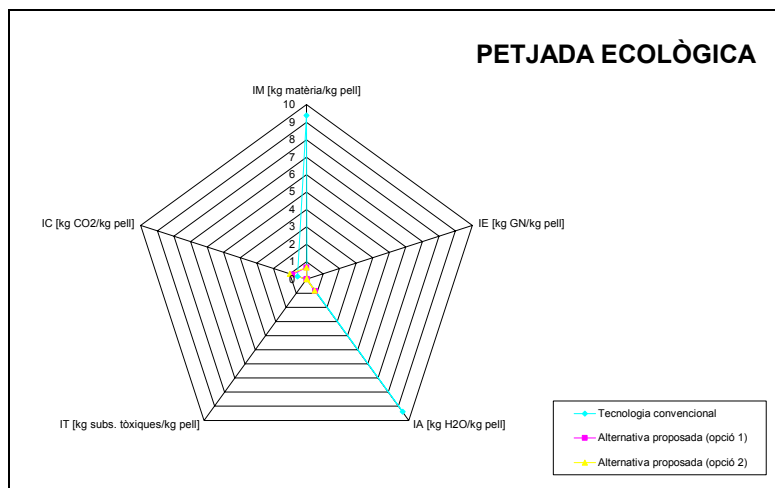 PETJADA ECOLÒGICA
IM [kg matèria/kg pell]
10
9
8
7
6
5
4
3
2
1
0
IC [kg CO2/kg pell]
IE [kg GN/kg pell]
IT [kg subs. tòxiques/kg pell]
IA [kg H2O/kg pell]
Tecnologia convencional
Alternativa proposada (opció 1)
Alternativa proposada (opció 2)